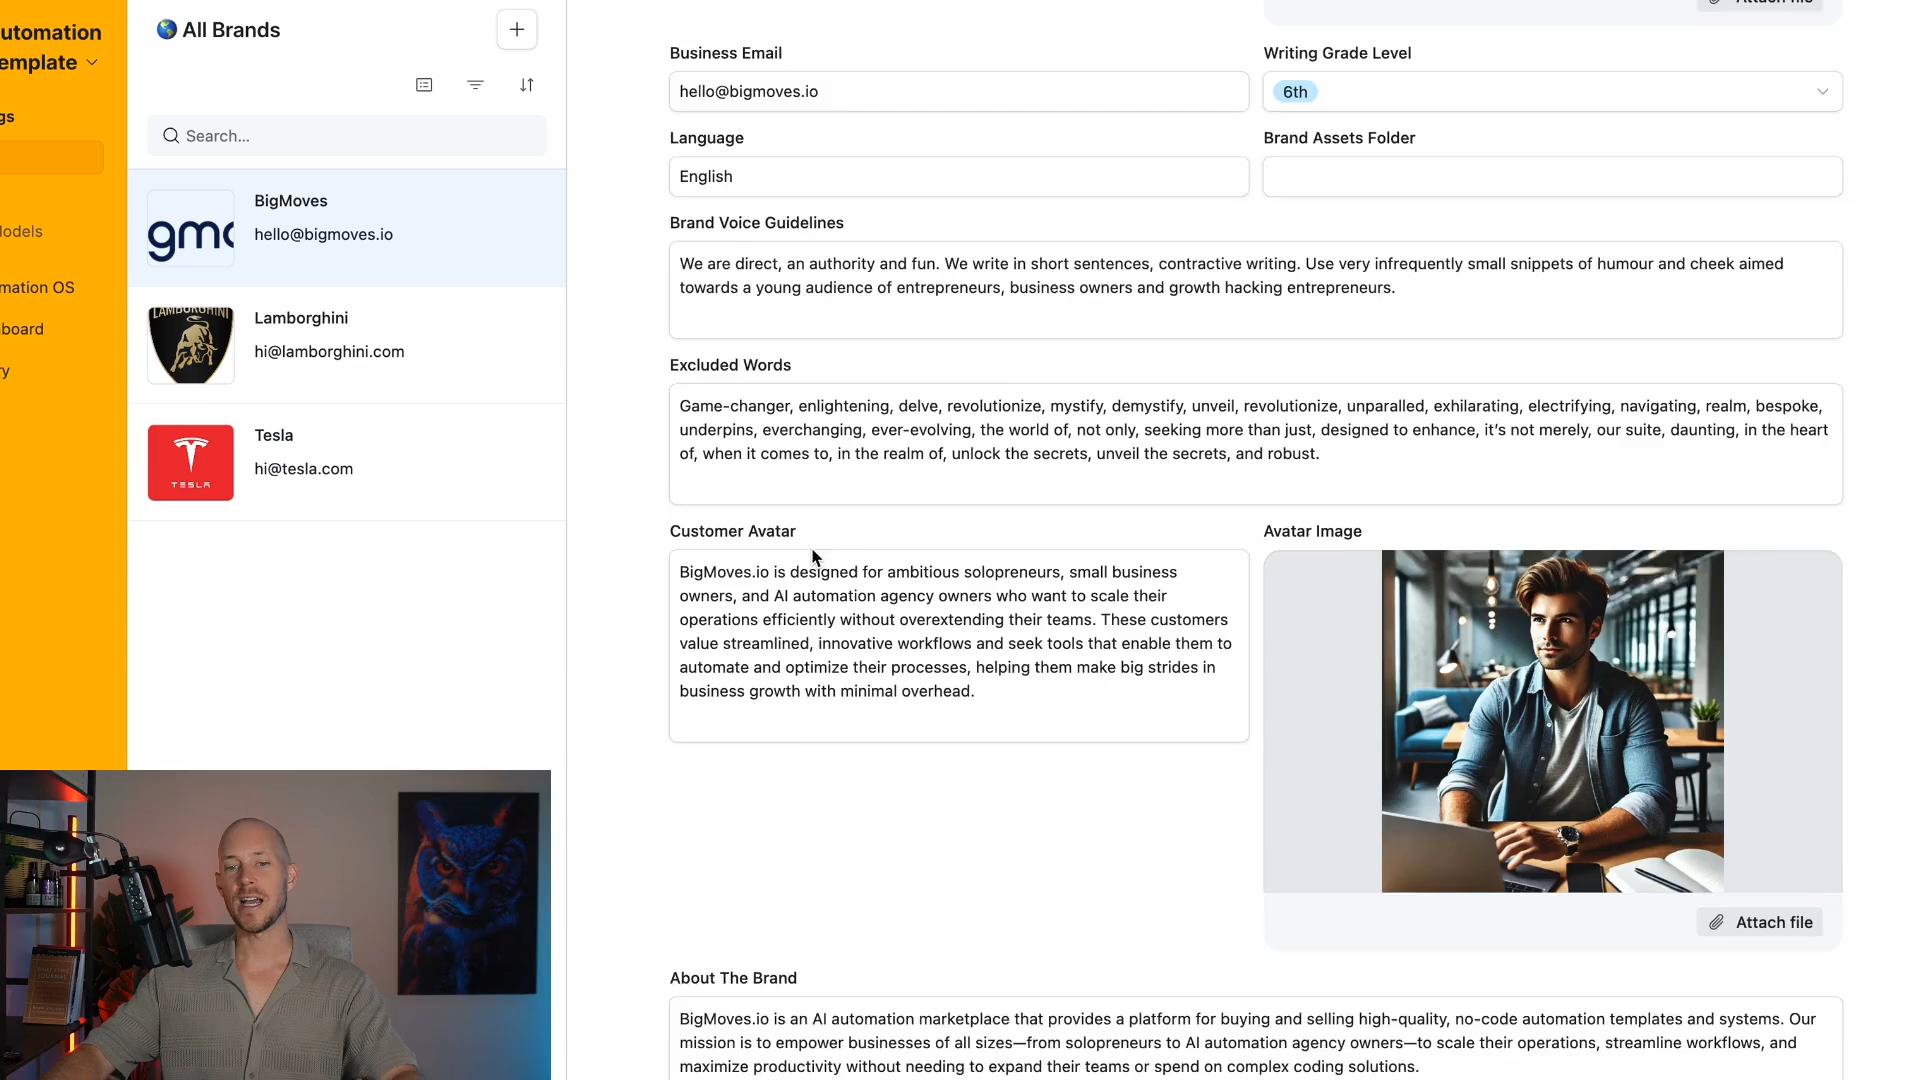 utomation
emplate
gs
odels
mation OS
board
ry
All Brands
Search...
gmo
BigMoves
hello@bigmoves.io
LAMBORGHINI
Lamborghini
hi@lamborghini.com
TESLA
Tesla
hi@tesla.com
Attach file
Business Email
hello@bigmoves.io
Writing Grade Level
6th
Language
English
Brand Assets Folder
Brand Voice Guidelines
We are direct, an authority and fun. We write in short sentences, contractive writing. Use very infrequently small snippets of humour and cheek aimed
towards a young audience of entrepreneurs, business owners and growth hacking entrepreneurs.
Excluded Words
Game-changer, enlightening, delve, revolutionize, mystify, demystify, unveil, revolutionize, unparalled, exhilarating, electrifying, navigating, realm, bespoke,
underpins, everchanging, ever-evolving, the world of, not only, seeking more than just, designed to enhance, it's not merely, our suite, daunting, in the heart
of, when it comes to, in the realm of, unlock the secrets, unveil the secrets, and robust.
Customer Avatar
BigMoves.io is designed for ambitious solopreneurs, small business
owners, and AI automation agency owners who want to scale their
operations efficiently without overextending their teams. These customers
value streamlined, innovative workflows and seek tools that enable them to
automate and optimize their processes, helping them make big strides in
business growth with minimal overhead.
Avatar Image
Attach file
About The Brand
BigMoves.io is an AI automation marketplace that provides a platform for buying and selling high-quality, no-code automation templates and systems. Our
mission is to empower businesses of all sizes—from solopreneurs to AI automation agency owners—to scale their operations, streamline workflows, and
maximize productivity without needing to expand their teams or spend on complex coding solutions.